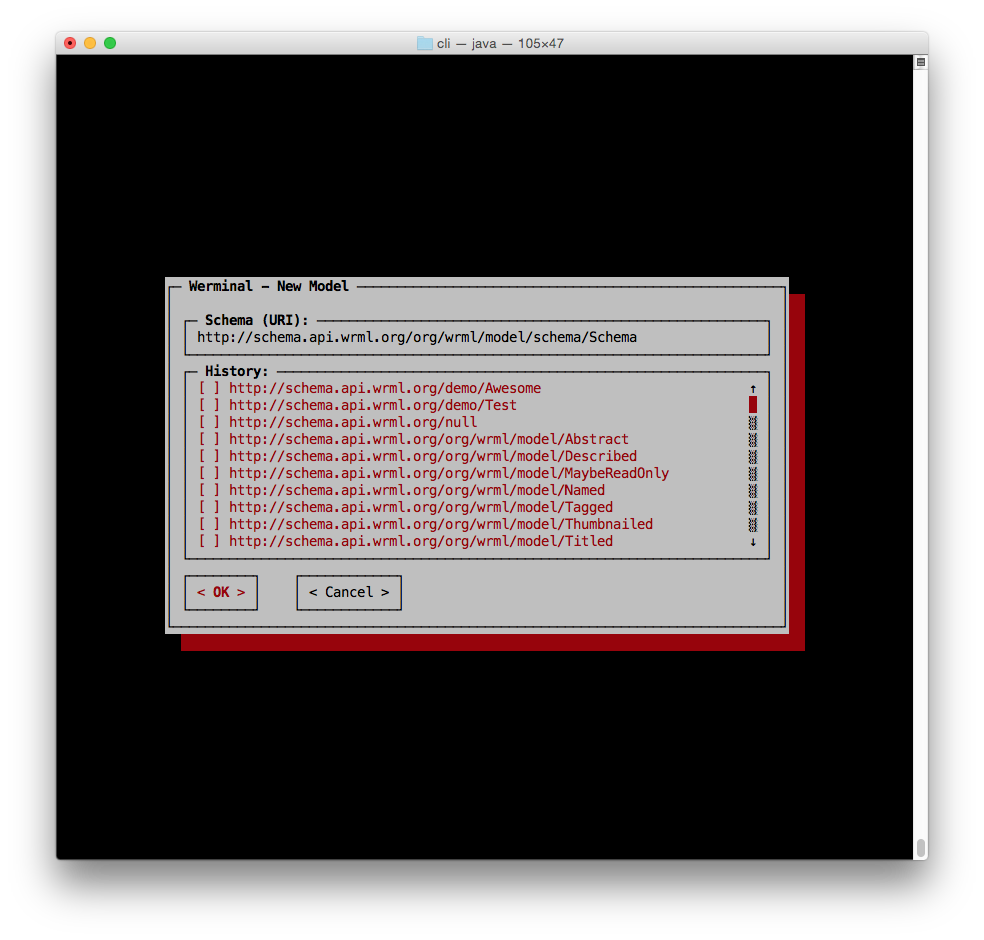 cli — java — 105×47
Werminal – New Model
Schema (URI):
http://schema.api.wrml.org/org/wrml/model/schema/Schema
History:
[ ] http://schema.api.wrml.org/demo/Awesome ↑
[ ] http://schema.api.wrml.org/demo/Test
[ ] http://schema.api.wrml.org/null
[ ] http://schema.api.wrml.org/org/wrml/model/Abstract
[ ] http://schema.api.wrml.org/org/wrml/model/Described
[ ] http://schema.api.wrml.org/org/wrml/model/MaybeReadOnly
[ ] http://schema.api.wrml.org/org/wrml/model/Named
[ ] http://schema.api.wrml.org/org/wrml/model/Tagged
[ ] http://schema.api.wrml.org/org/wrml/model/Thumbnailed
[ ] http://schema.api.wrml.org/org/wrml/model/Titled ↓
< OK > < Cancel >